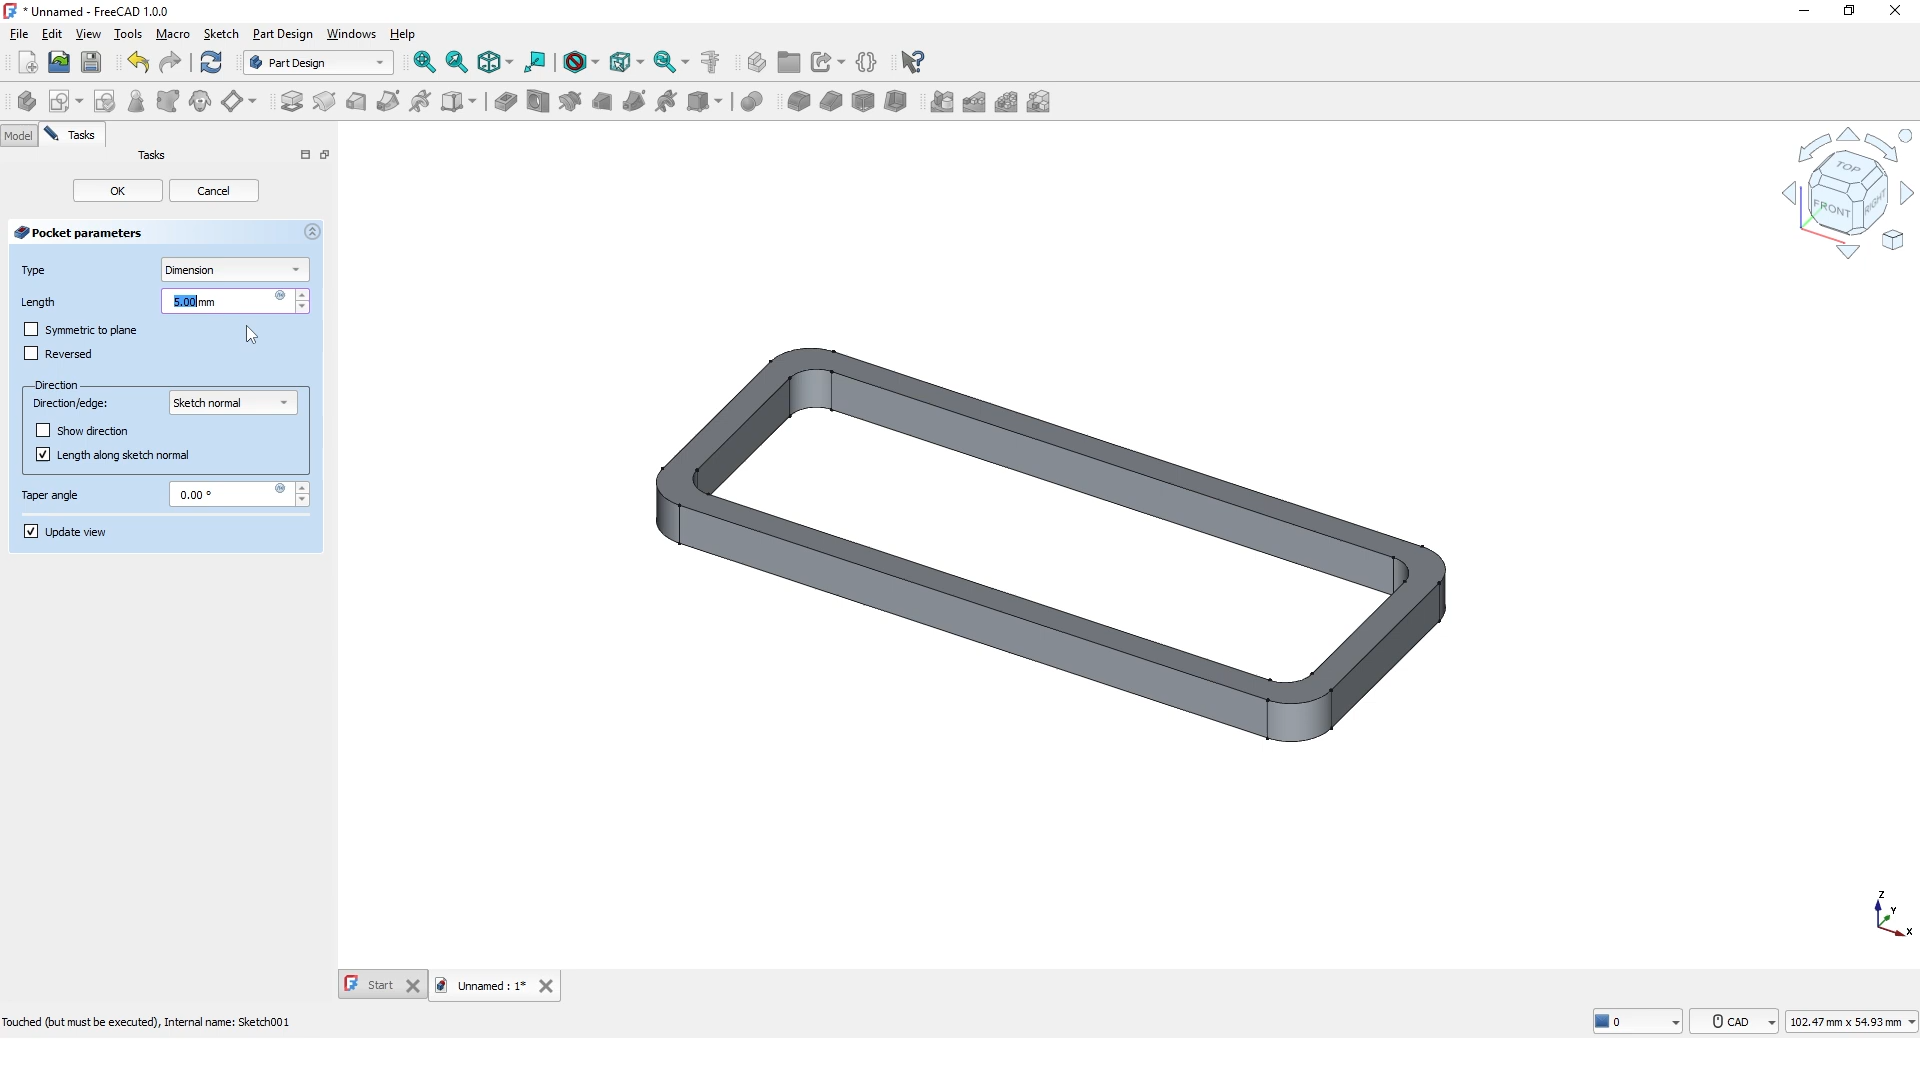 * Unnamed - FreeCAD 1.0.0
File Edit View Tools Macro Sketch Part Design Windows Help
Part Design
Model Tasks
Tasks
OK Cancel
Pocket parameters
Type Dimension
Length 5.00 mm
Symmetric to plane
Reversed
Direction
Direction/edge: Sketch normal
Show direction
Length along sketch normal
Taper angle 0.00 °
Update view
TOP
FRONT RIGHT
Z
Y
X
Start Unnamed : 1*
Touched (but must be executed), Internal name: Sketch001
0 CAD 102.47 mm x 54.93 mm